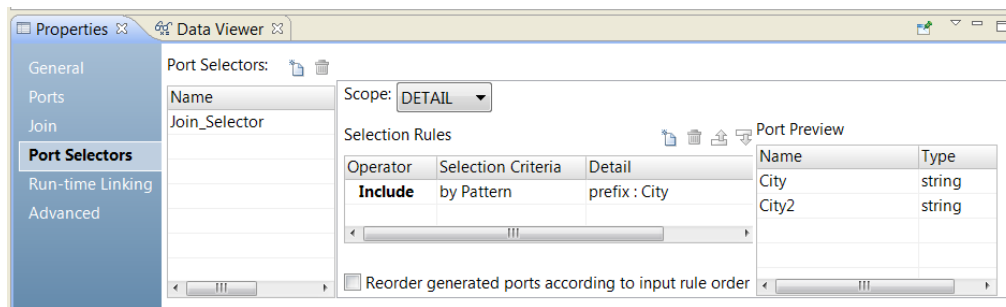 Properties Data Viewer
General
Ports
Join
Port Selectors
Run-time Linking
Advanced
Port Selectors:
Name
Join_Selector
Scope: DETAIL
Selection Rules
Operator Selection Criteria Detail
Include by Pattern prefix : City
Reorder generated ports according to input rule order
Port Preview
Name Type
City string
City2 string